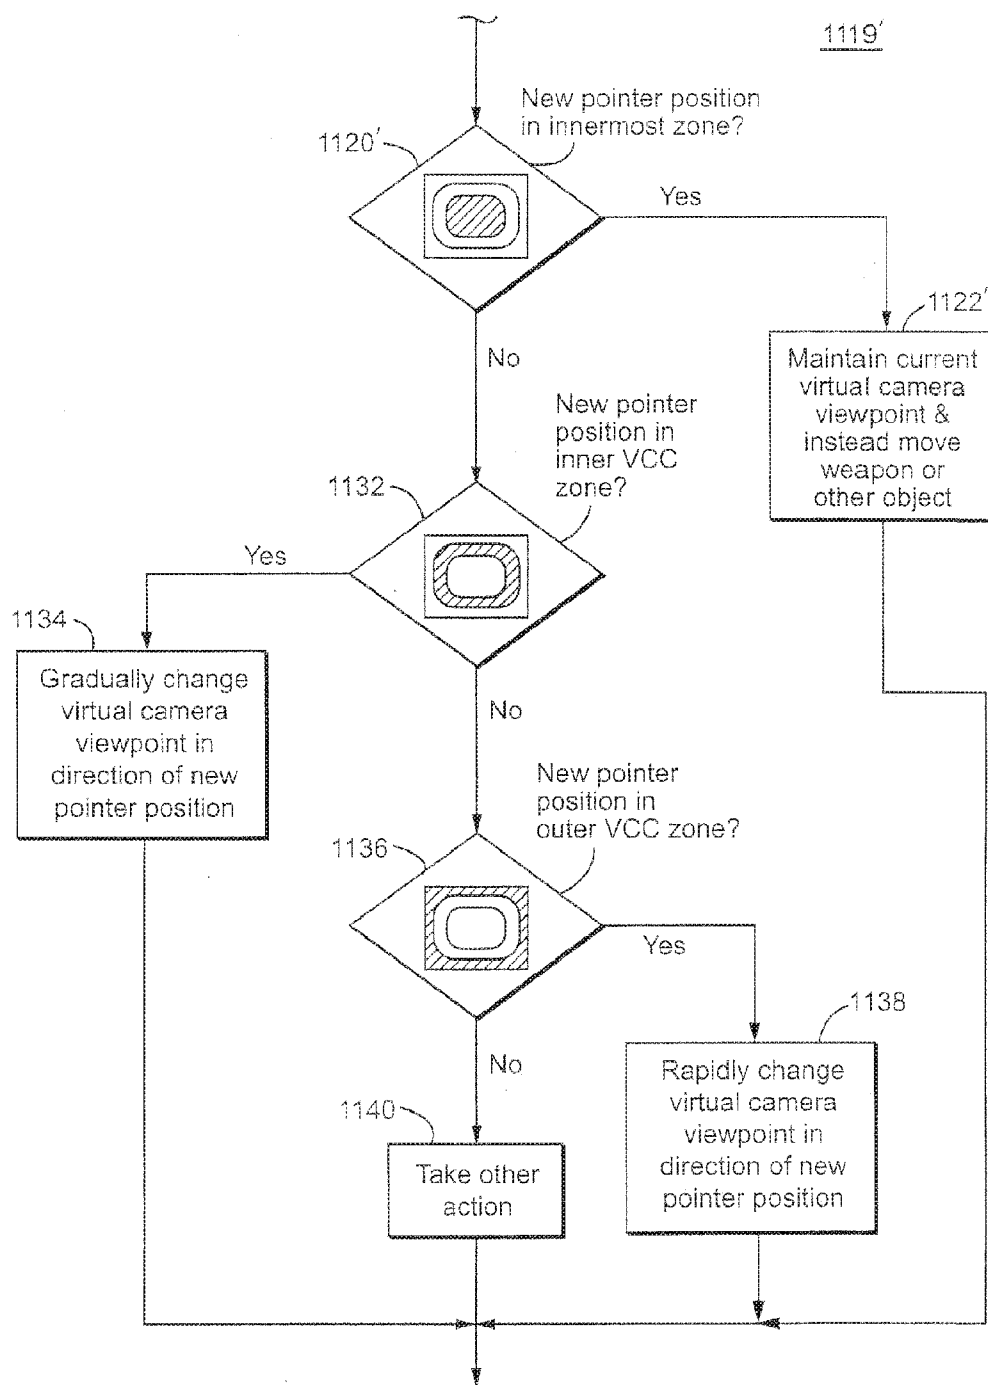 1119′
New pointer position
in innermost zone?
1120′
Yes
1122′
No
Maintain current
virtual camera
viewpoint &
instead move
weapon or
other object
New pointer
position in
inner VCC
zone?
1132
Yes
1134
Gradually change
virtual camera
viewpoint in
direction of new
pointer position
No
New pointer
position in
outer VCC zone?
1136
Yes
1138
No
Rapidly change
virtual camera
viewpoint in
direction of new
pointer position
1140
Take other
action